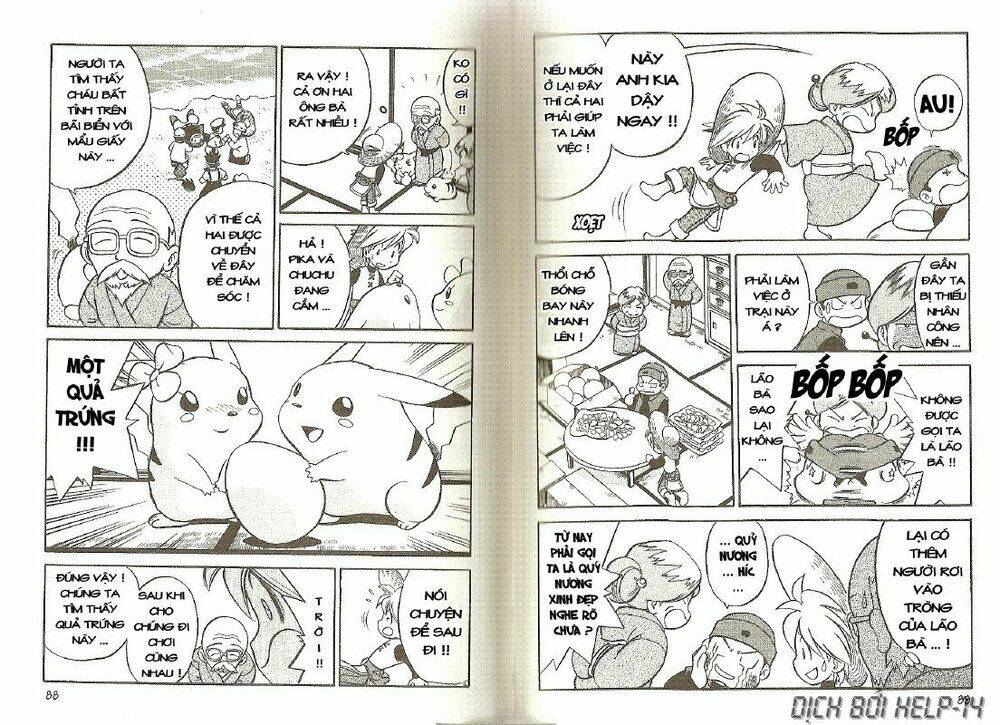 NÀY
ANH KIA
DẬY
NGAY !!
NẾU MUỐN
Ở LẠI ĐÂY
THÌ CẢ HAI
PHẢI GIÚP
TA LÀM
VIỆC !
AU!
BỐP
XOẸT
GẦN
ĐÂY TA
BỊ THIẾU
NHÂN
CÔNG
NÊN ...
PHẢI LÀM
VIỆC Ở
TRẠI NÀY
Á ?
THỔI CHỖ
BÓNG
BAY NÀY
NHANH
LÊN !
BỐP BỐP
KHÔNG
ĐƯỢC
GỌI TA
LÁ LÃO
BÀ !!
LÃO
BÀ SAO
LẠI
KHÔNG ...
LẠI CÓ
THÊM
NGƯỜI RƠI
VÀO
TRÒNG
CỦA LÃO
BÀ ... !
... QUỶ
NƯƠNG
... HÍC
TỪ NAY
PHẢI GỌI
TA LÀ QUÝ
NƯƠNG
XINH ĐẸP
NGHE RÕ
CHƯA ?
KO
CÓ
GÌ !!
RA VẬY !
CẢ ƠN HAI
ÔNG BÀ
RẤT NHIỀU !
NGƯỜI TA
TÌM THẤY
CHÁU BẤT
TỈNH TRÊN
BÃI BIỂN VỚI
MẨU GIẤY
NÀY ...
VÌ THẾ CẢ
HAI ĐƯỢC
CHUYỂN
VỀ ĐÂY
ĐỂ CHĂM
SÓC !
HẢ !
PIKA VÀ
CHUCHU
ĐANG
CẦM ...
MỘT
QUẢ
TRỨNG
!!!
NÓI
CHUYỆN
ĐỂ SAU
ĐI !!
TRỜI!!
SAU KHI
CHO
CHÚNG ĐI
CHƠI
CÙNG
NHAU !
ĐÚNG VẬY !
CHÚNG TA
TÌM THẤY
QUẢ TRỨNG
NÀY ...
88
DỊCH BỞI HELP-14